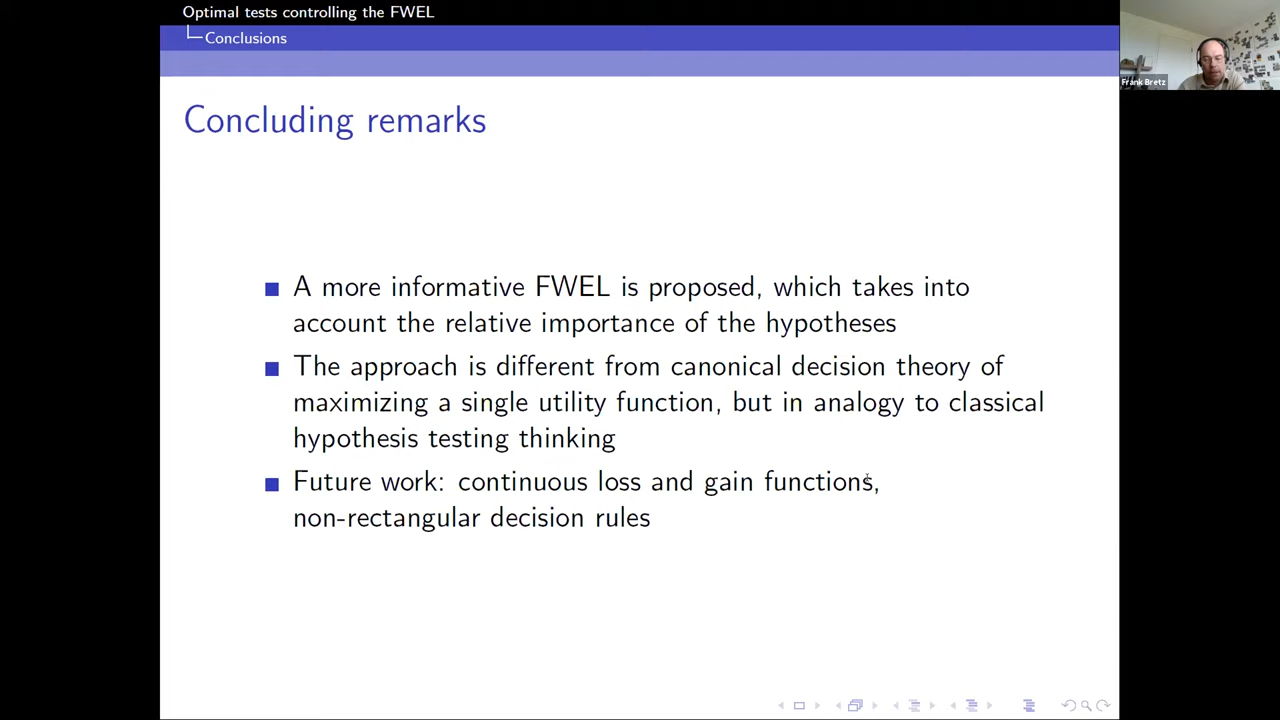 Optimal tests controlling the FWEL
Conclusions
Frank Bretz
Concluding remarks
A more informative FWEL is proposed, which takes into
account the relative importance of the hypotheses
The approach is different from canonical decision theory of
maximizing a single utility function, but in analogy to classical
hypothesis testing thinking
Future work: continuous loss and gain functions,
non-rectangular decision rules